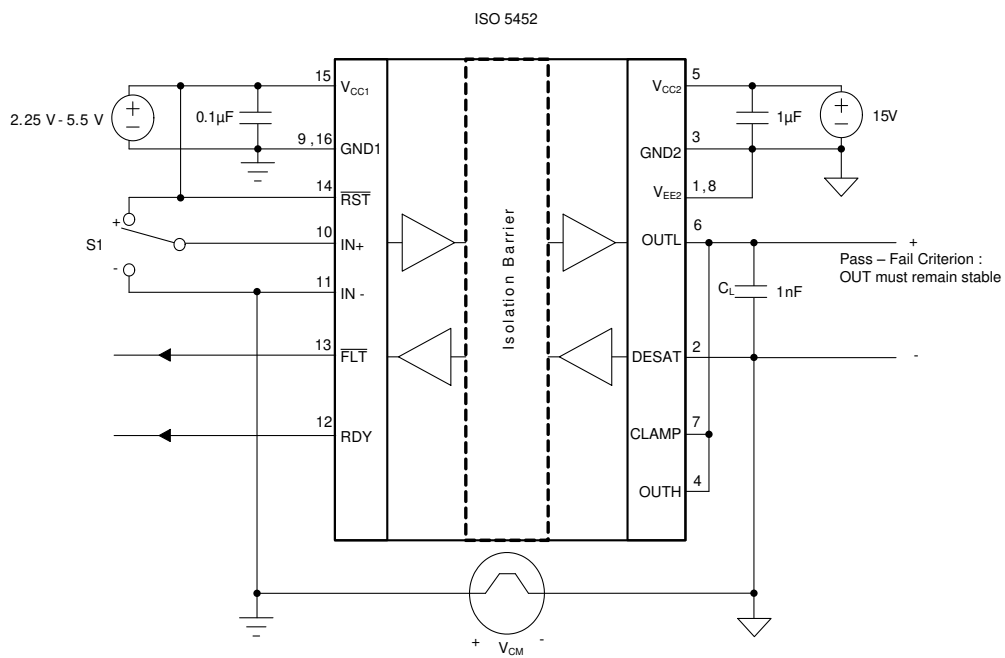 ISO 5452
2.25 V - 5.5 V
+
-
0.1µF
15
VCC1
9 , 16
GND1
14
RST
S1
+
-
10
IN+
11
IN -
13
FLT
12
RDY
Isolation Barrier
5
VCC2
3
GND2
1 , 8
VEE2
6
OUTL
2
DESAT
7
CLAMP
4
OUTH
1µF
+
-
15V
+
Pass – Fail Criterion :
OUT must remain stable
CL
1nF
-
+
VCM
-